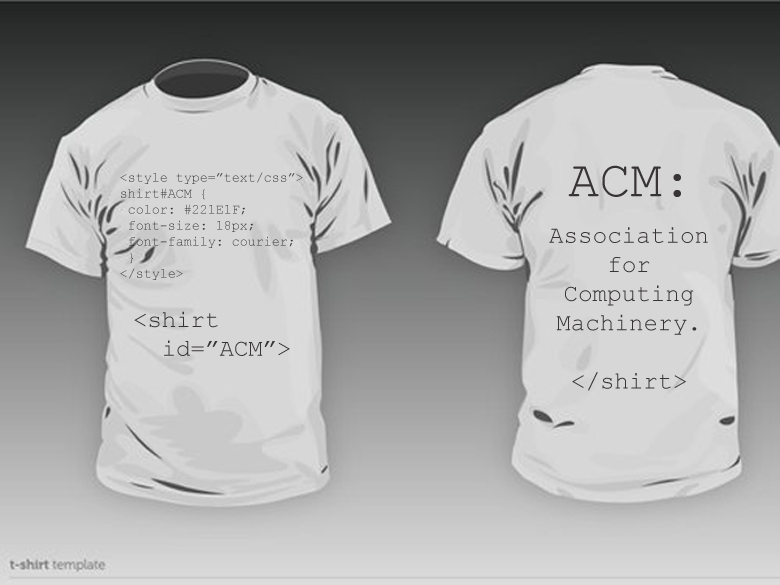 <style type=”text/css”>
shirt#ACM {
color: #221E1F;
font-size: 18px;
font-family: courier;
}
</style>
<shirt
id=”ACM”>
ACM:
Association
for
Computing
Machinery.
</shirt>
t-shirt template